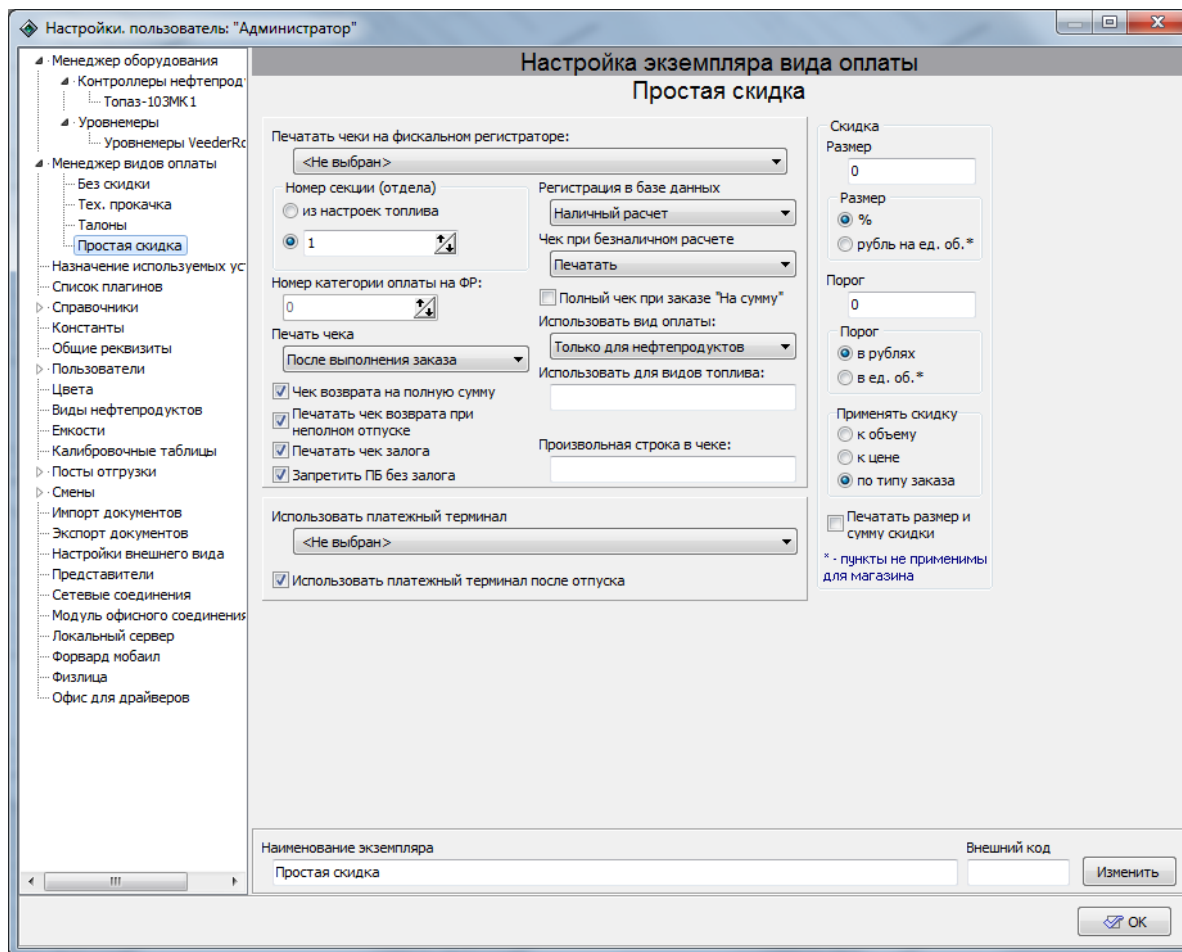 Настройки. пользователь: "Администратор"
Менеджер оборудования
Контроллеры нефтепрод
Топаз-103МК1
Уровнемеры
Уровнемеры VeederRo
Менеджер видов оплаты
Без скидки
Тех. прокачка
Талоны
Простая скидка
Назначение используемых ус
Список плагинов
Справочники
Константы
Общие реквизиты
Пользователи
Цвета
Виды нефтепродуктов
Емкости
Калибровочные таблицы
Посты отгрузки
Смены
Импорт документов
Экспорт документов
Настройки внешнего вида
Представители
Сетевые соединения
Модуль офисного соединения
Локальный сервер
Форвард мобаил
Физлица
Офис для драйверов
Настройка экземпляра вида оплаты
Простая скидка
Печатать чеки на фискальном регистраторе:
<Не выбран>
Номер секции (отдела)
из настроек топлива
1
Номер категории оплаты на ФР:
0
Печать чека
После выполнения заказа
Чек возврата на полную сумму
Печатать чек возврата при
неполном отпуске
Печатать чек залога
Запретить ПБ без залога
Регистрация в базе данных
Наличный расчет
Чек при безналичном расчете
Печатать
Полный чек при заказе "На сумму"
Использовать вид оплаты:
Только для нефтепродуктов
Использовать для видов топлива:
Произвольная строка в чеке:
Использовать платежный терминал
<Не выбран>
Использовать платежный терминал после отпуска
Скидка
Размер
0
Размер
%
рубль на ед. об.*
Порог
0
Порог
в рублях
в ед. об.*
Применять скидку
к объему
к цене
по типу заказа
Печатать размер и
сумму скидки
* - пункты не применимы
для магазина
Наименование экземпляра
Простая скидка
Внешний код
Изменить
OK